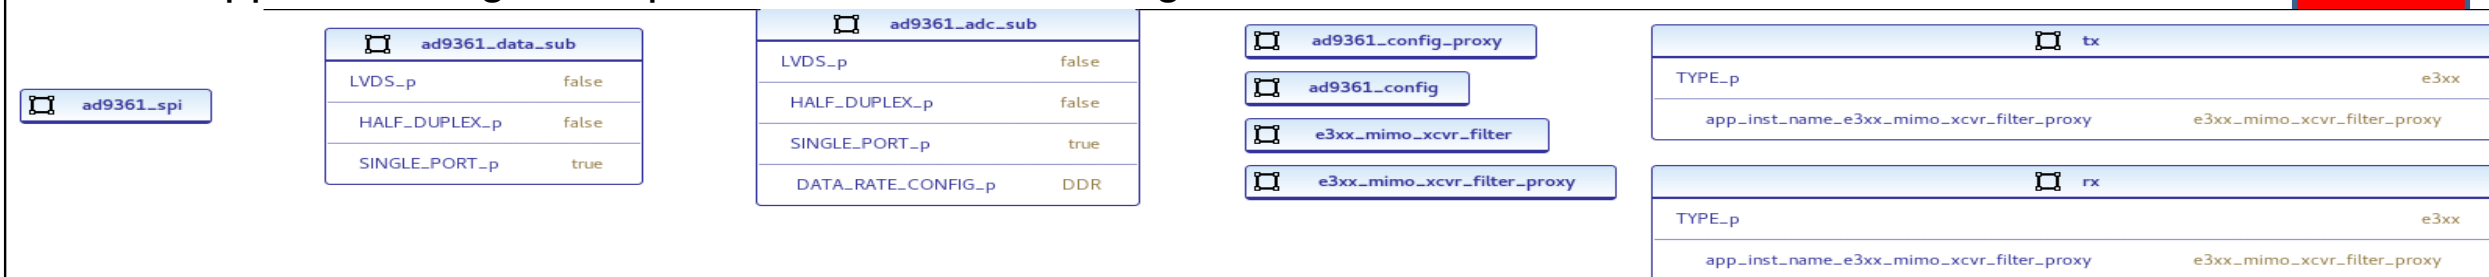 ad9361_spi
ad9361_data_sub
LVDS_p false
HALF_DUPLEX_p false
SINGLE_PORT_p true
ad9361_adc_sub
LVDS_p false
HALF_DUPLEX_p false
SINGLE_PORT_p true
DATA_RATE_CONFIG_p DDR
ad9361_config_proxy
ad9361_config
e3xx_mimo_xcvr_filter
e3xx_mimo_xcvr_filter_proxy
tx
TYPE_p e3xx
app_inst_name_e3xx_mimo_xcvr_filter_proxy e3xx_mimo_xcvr_filter_proxy
rx
TYPE_p e3xx
app_inst_name_e3xx_mimo_xcvr_filter_proxy e3xx_mimo_xcvr_filter_proxy